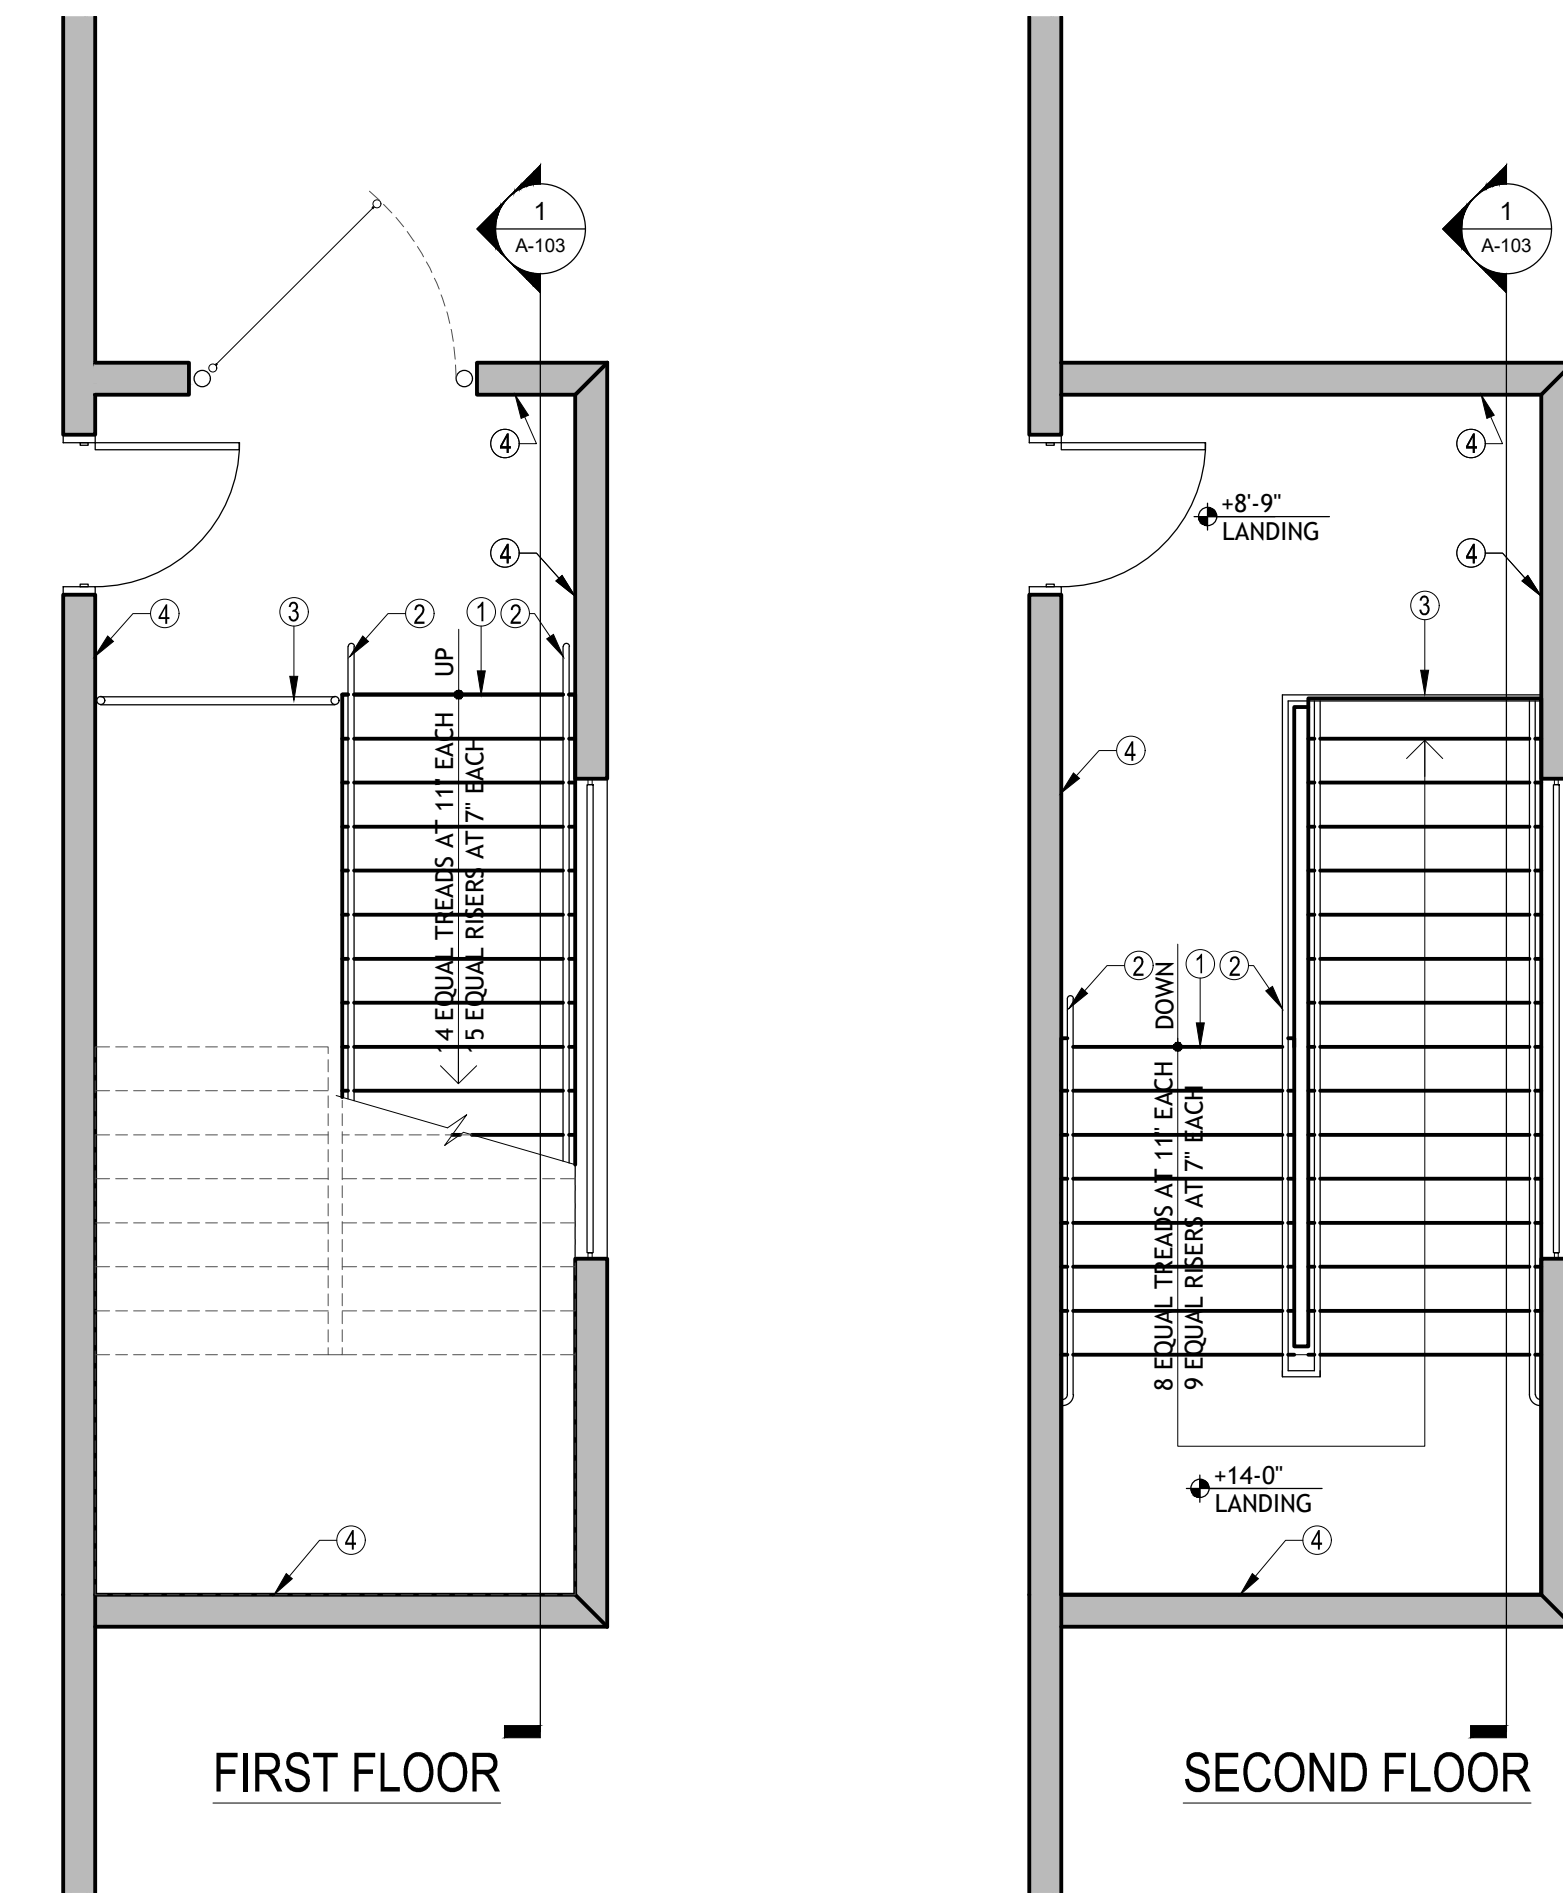 1
A-103
4
4
4
3
2
1
2
UP
14 EQUAL TREADS AT 11" EACH
15 EQUAL RISERS AT 7" EACH
4
FIRST FLOOR
1
A-103
4
+8'-9"
LANDING
4
3
4
2
DOWN
1
2
8 EQUAL TREADS AT 11" EACH
9 EQUAL RISERS AT 7" EACH
+14-0"
LANDING
4
SECOND FLOOR